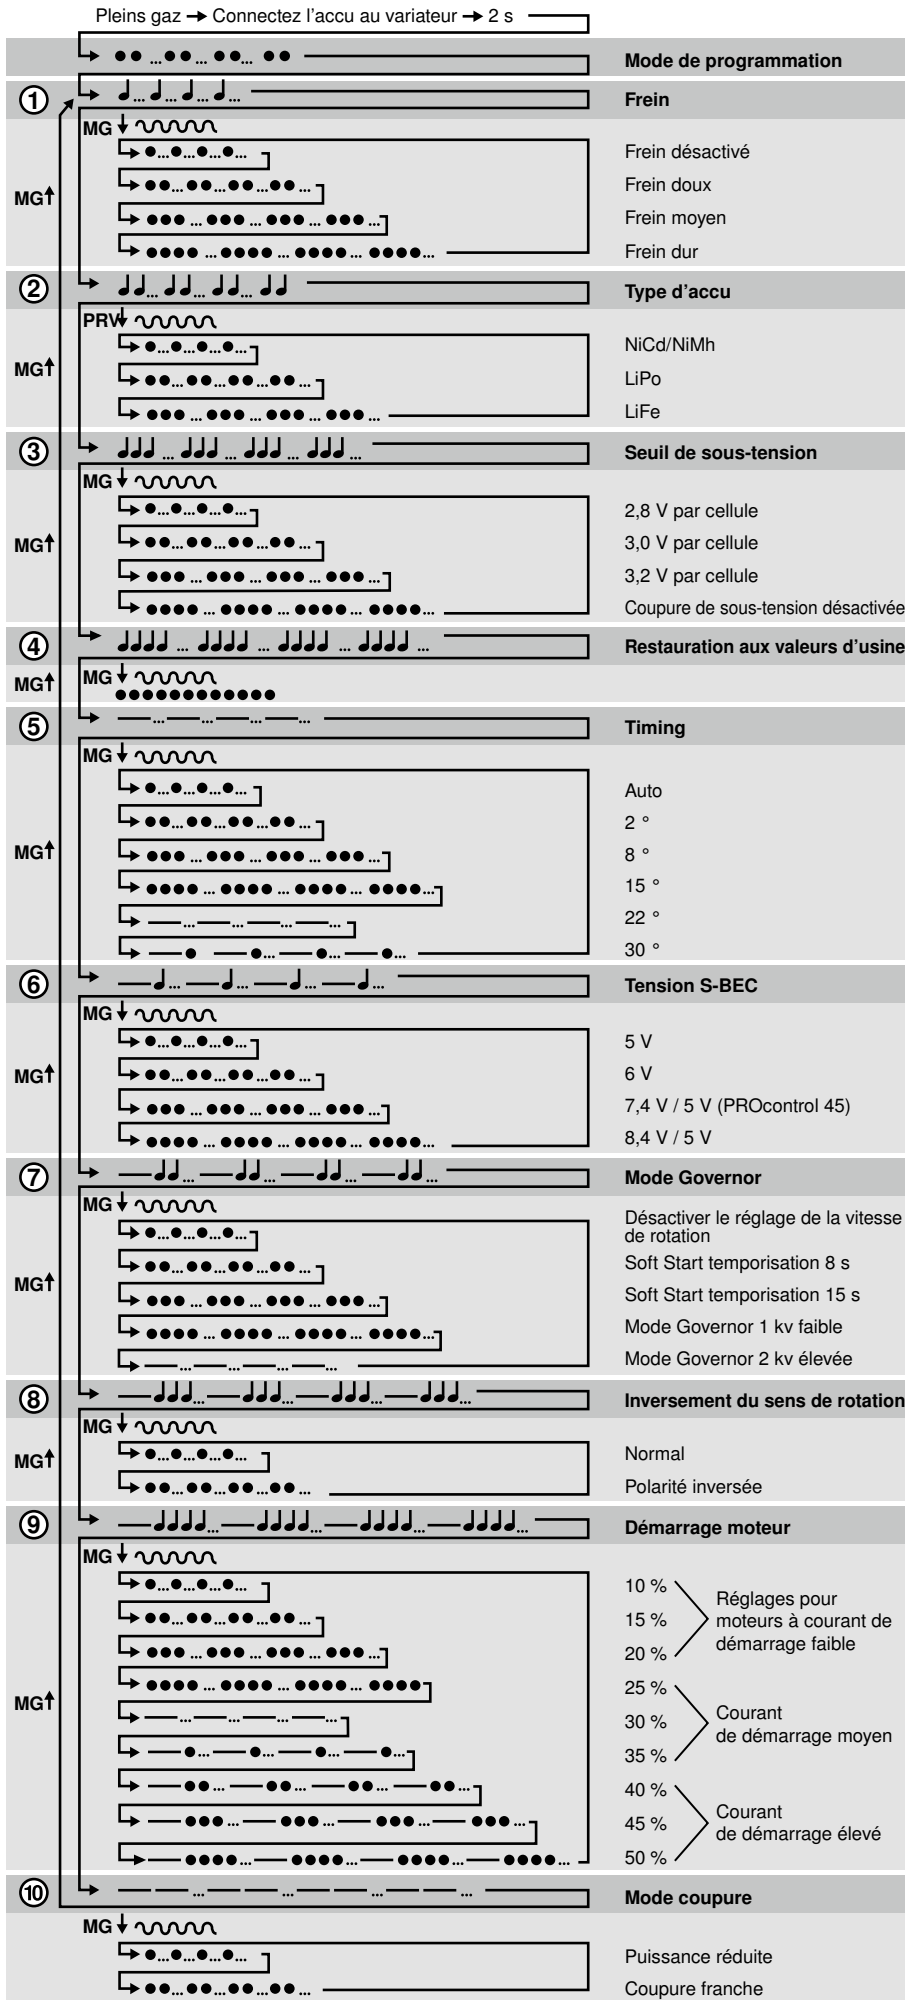 Pleins gaz → Connectez l'accu au variateur → 2 s
Mode de programmation
① Frein
MG
Frein désactivé
Frein doux
MG↑
Frein moyen
Frein dur
② Type d'accu
PRV
NiCd/NiMh
MG↑
LiPo
LiFe
③ Seuil de sous-tension
MG
2,8 V par cellule
MG↑
3,0 V par cellule
3,2 V par cellule
Coupure de sous-tension désactivée
④ Restauration aux valeurs d'usine
MG↑ MG
⑤ Timing
MG
Auto
2 °
MG↑
8 °
15 °
22 °
30 °
⑥ Tension S-BEC
MG
5 V
MG↑
6 V
7,4 V / 5 V (PROcontrol 45)
8,4 V / 5 V
⑦ Mode Governor
MG
Désactiver le réglage de la vitesse
de rotation
Soft Start temporisation 8 s
MG↑
Soft Start temporisation 15 s
Mode Governor 1 kv faible
Mode Governor 2 kv élevée
⑧ Inversement du sens de rotation
MG
MG↑
Normal
Polarité inversée
⑨ Démarrage moteur
MG
10 %
15 %
20 %
Réglages pour
moteurs à courant de
démarrage faible
MG↑
25 %
30 %
35 %
Courant
de démarrage moyen
40 %
45 %
50 %
Courant
de démarrage élevé
⑩ Mode coupure
MG
Puissance réduite
Coupure franche